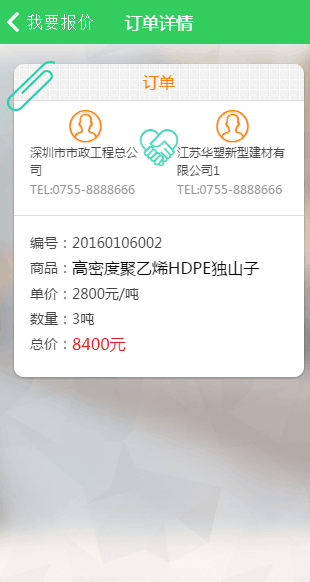 我要报价
订单详情
订单
深圳市市政工程总公
司
TEL:0755-8888666
江苏华塑新型建材有
限公司1
TEL:0755-8888666
编号：20160106002
商品：高密度聚乙烯HDPE独山子
单价：2800元/吨
数量：3吨
总价：8400元